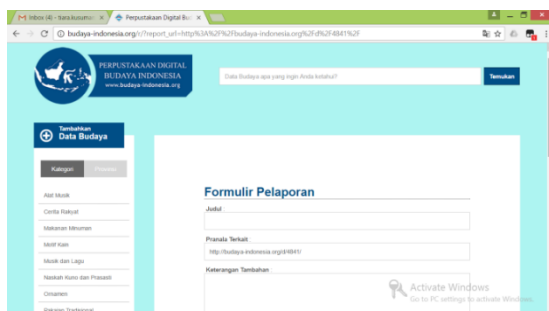 Inbox (4) - tiara.kusuma
Perpustakaan Digital Bu
budaya-indonesia.org/r/?report_url=http%3A%2F%2Fbudaya-indonesia.org%2Fd%2F4841%2F
PERPUSTAKAAN DIGITAL
BUDAYA INDONESIA
www.budaya-indonesia.org
Data Budaya apa yang ingin Anda ketahui?
Temukan
Tambahkan
Data Budaya
Kategori
Provinsi
Alat Musik
Cerita Rakyat
Makanan Minuman
Motif Kain
Musik dan Lagu
Naskah Kuno dan Prasasti
Ornamen
Formulir Pelaporan
Judul
Pranala Terkait
http://budaya-indonesia.org/d/4841/
Keterangan Tambahan
Activate Windows
Go to PC settings to activate Windows.